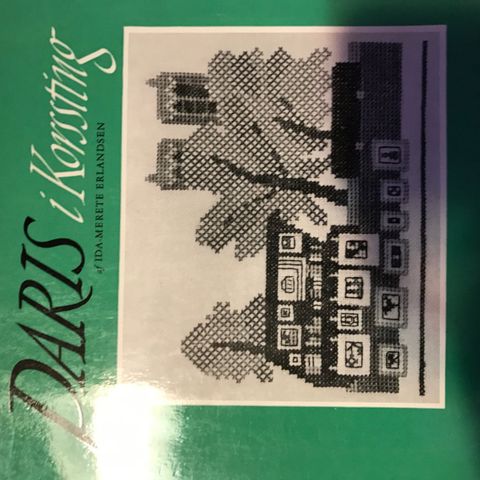 PARIS
i Korssting
af IDA-MERETE ERLANDSEN